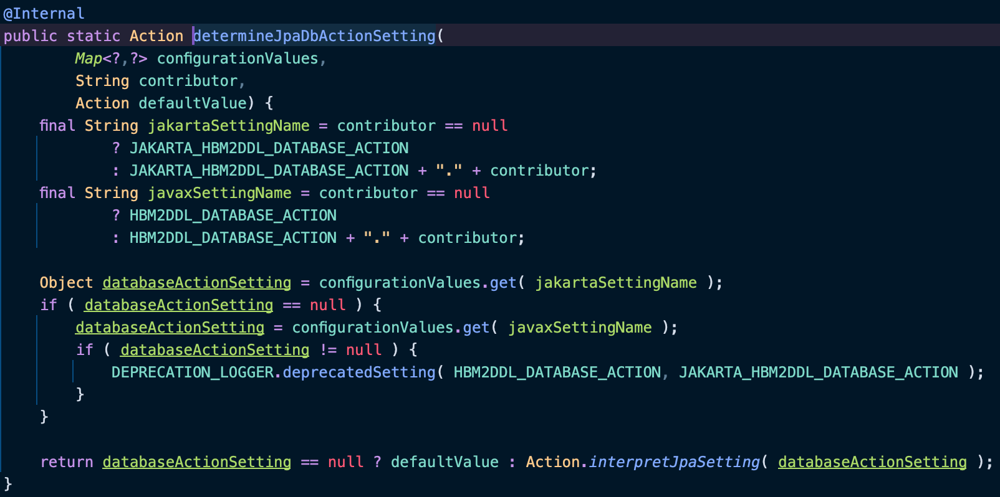 @Internal
public static Action determineJpaDbActionSetting(
        Map<?,?> configurationValues,
        String contributor,
        Action defaultValue) {
    final String jakartaSettingName = contributor == null
            ? JAKARTA_HBM2DDL_DATABASE_ACTION
            : JAKARTA_HBM2DDL_DATABASE_ACTION + "." + contributor;
    final String javaxSettingName = contributor == null
            ? HBM2DDL_DATABASE_ACTION
            : HBM2DDL_DATABASE_ACTION + "." + contributor;

    Object databaseActionSetting = configurationValues.get( jakartaSettingName );
    if ( databaseActionSetting == null ) {
        databaseActionSetting = configurationValues.get( javaxSettingName );
        if ( databaseActionSetting != null ) {
            DEPRECATION_LOGGER.deprecatedSetting( HBM2DDL_DATABASE_ACTION, JAKARTA_HBM2DDL_DATABASE_ACTION );
        }
    }

    return databaseActionSetting == null ? defaultValue : Action.interpretJpaSetting( databaseActionSetting );
}